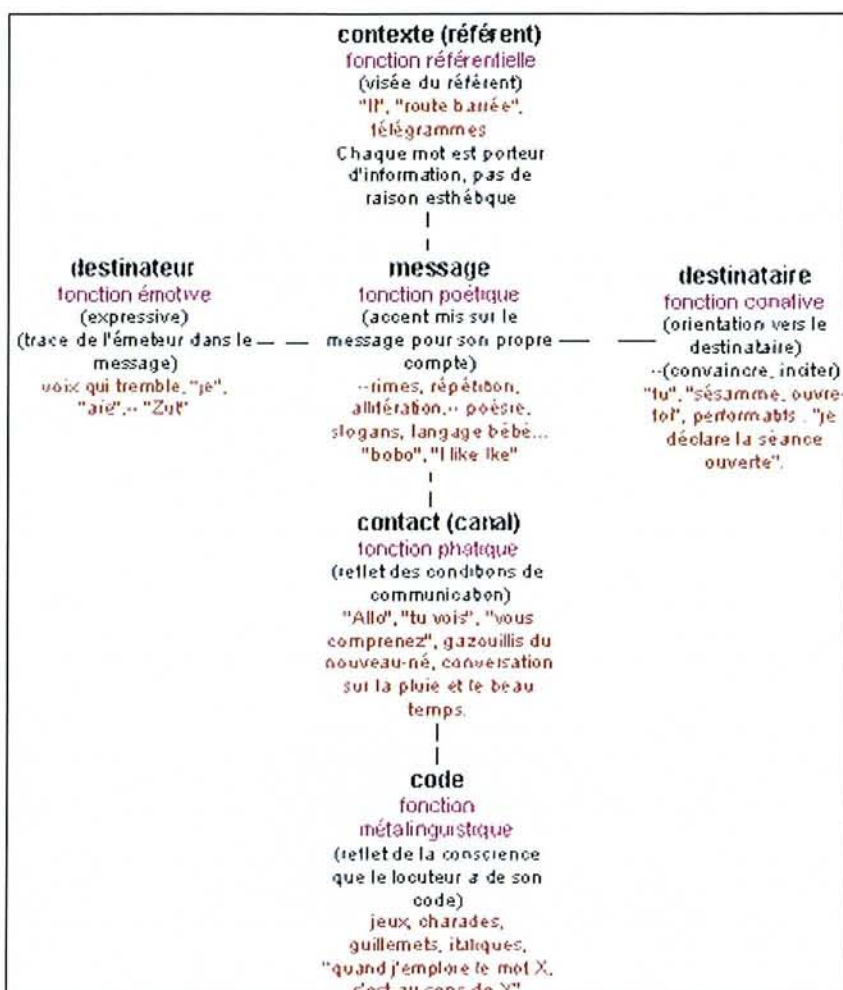 contexte (référent)
fonction référentielle
(visée du référent)
"Il", "route barrée",
télégrammes
Chaque mot est porteur
d'information, pas de
raison esthétique
destinateur
fonction émotive
(expressive)
(trace de l'émeteur dans le
message)
voix qui tremble, "je",
"aïe",-- "Zut"
message
fonction poétique
(accent mis sur le
message pour son propre
compte)
--rimes, répétition,
allitération,-- poésie,
slogans, langage bébé...
"bobo", "I like Ike"
destinataire
fonction conative
(orientation vers le
destinataire)
--(convaincre, inciter)
"tu", "sésamme, ouvre-
toi", performatifs . "je
déclare la séance
ouverte".
contact (canal)
fonction phatique
(reflet des conditions de
communication)
"Allo", "tu vois", "vous
comprenez", gazouillis du
nouveau-né, conversation
sur la pluie et le beau
temps.
code
fonction
métalinguistique
(reflet de la conscience
que le locuteur a de son
code)
jeux, charades,
guillemets, italiques,
"quand j'emploie le mot X,
c'est au sens de Y"